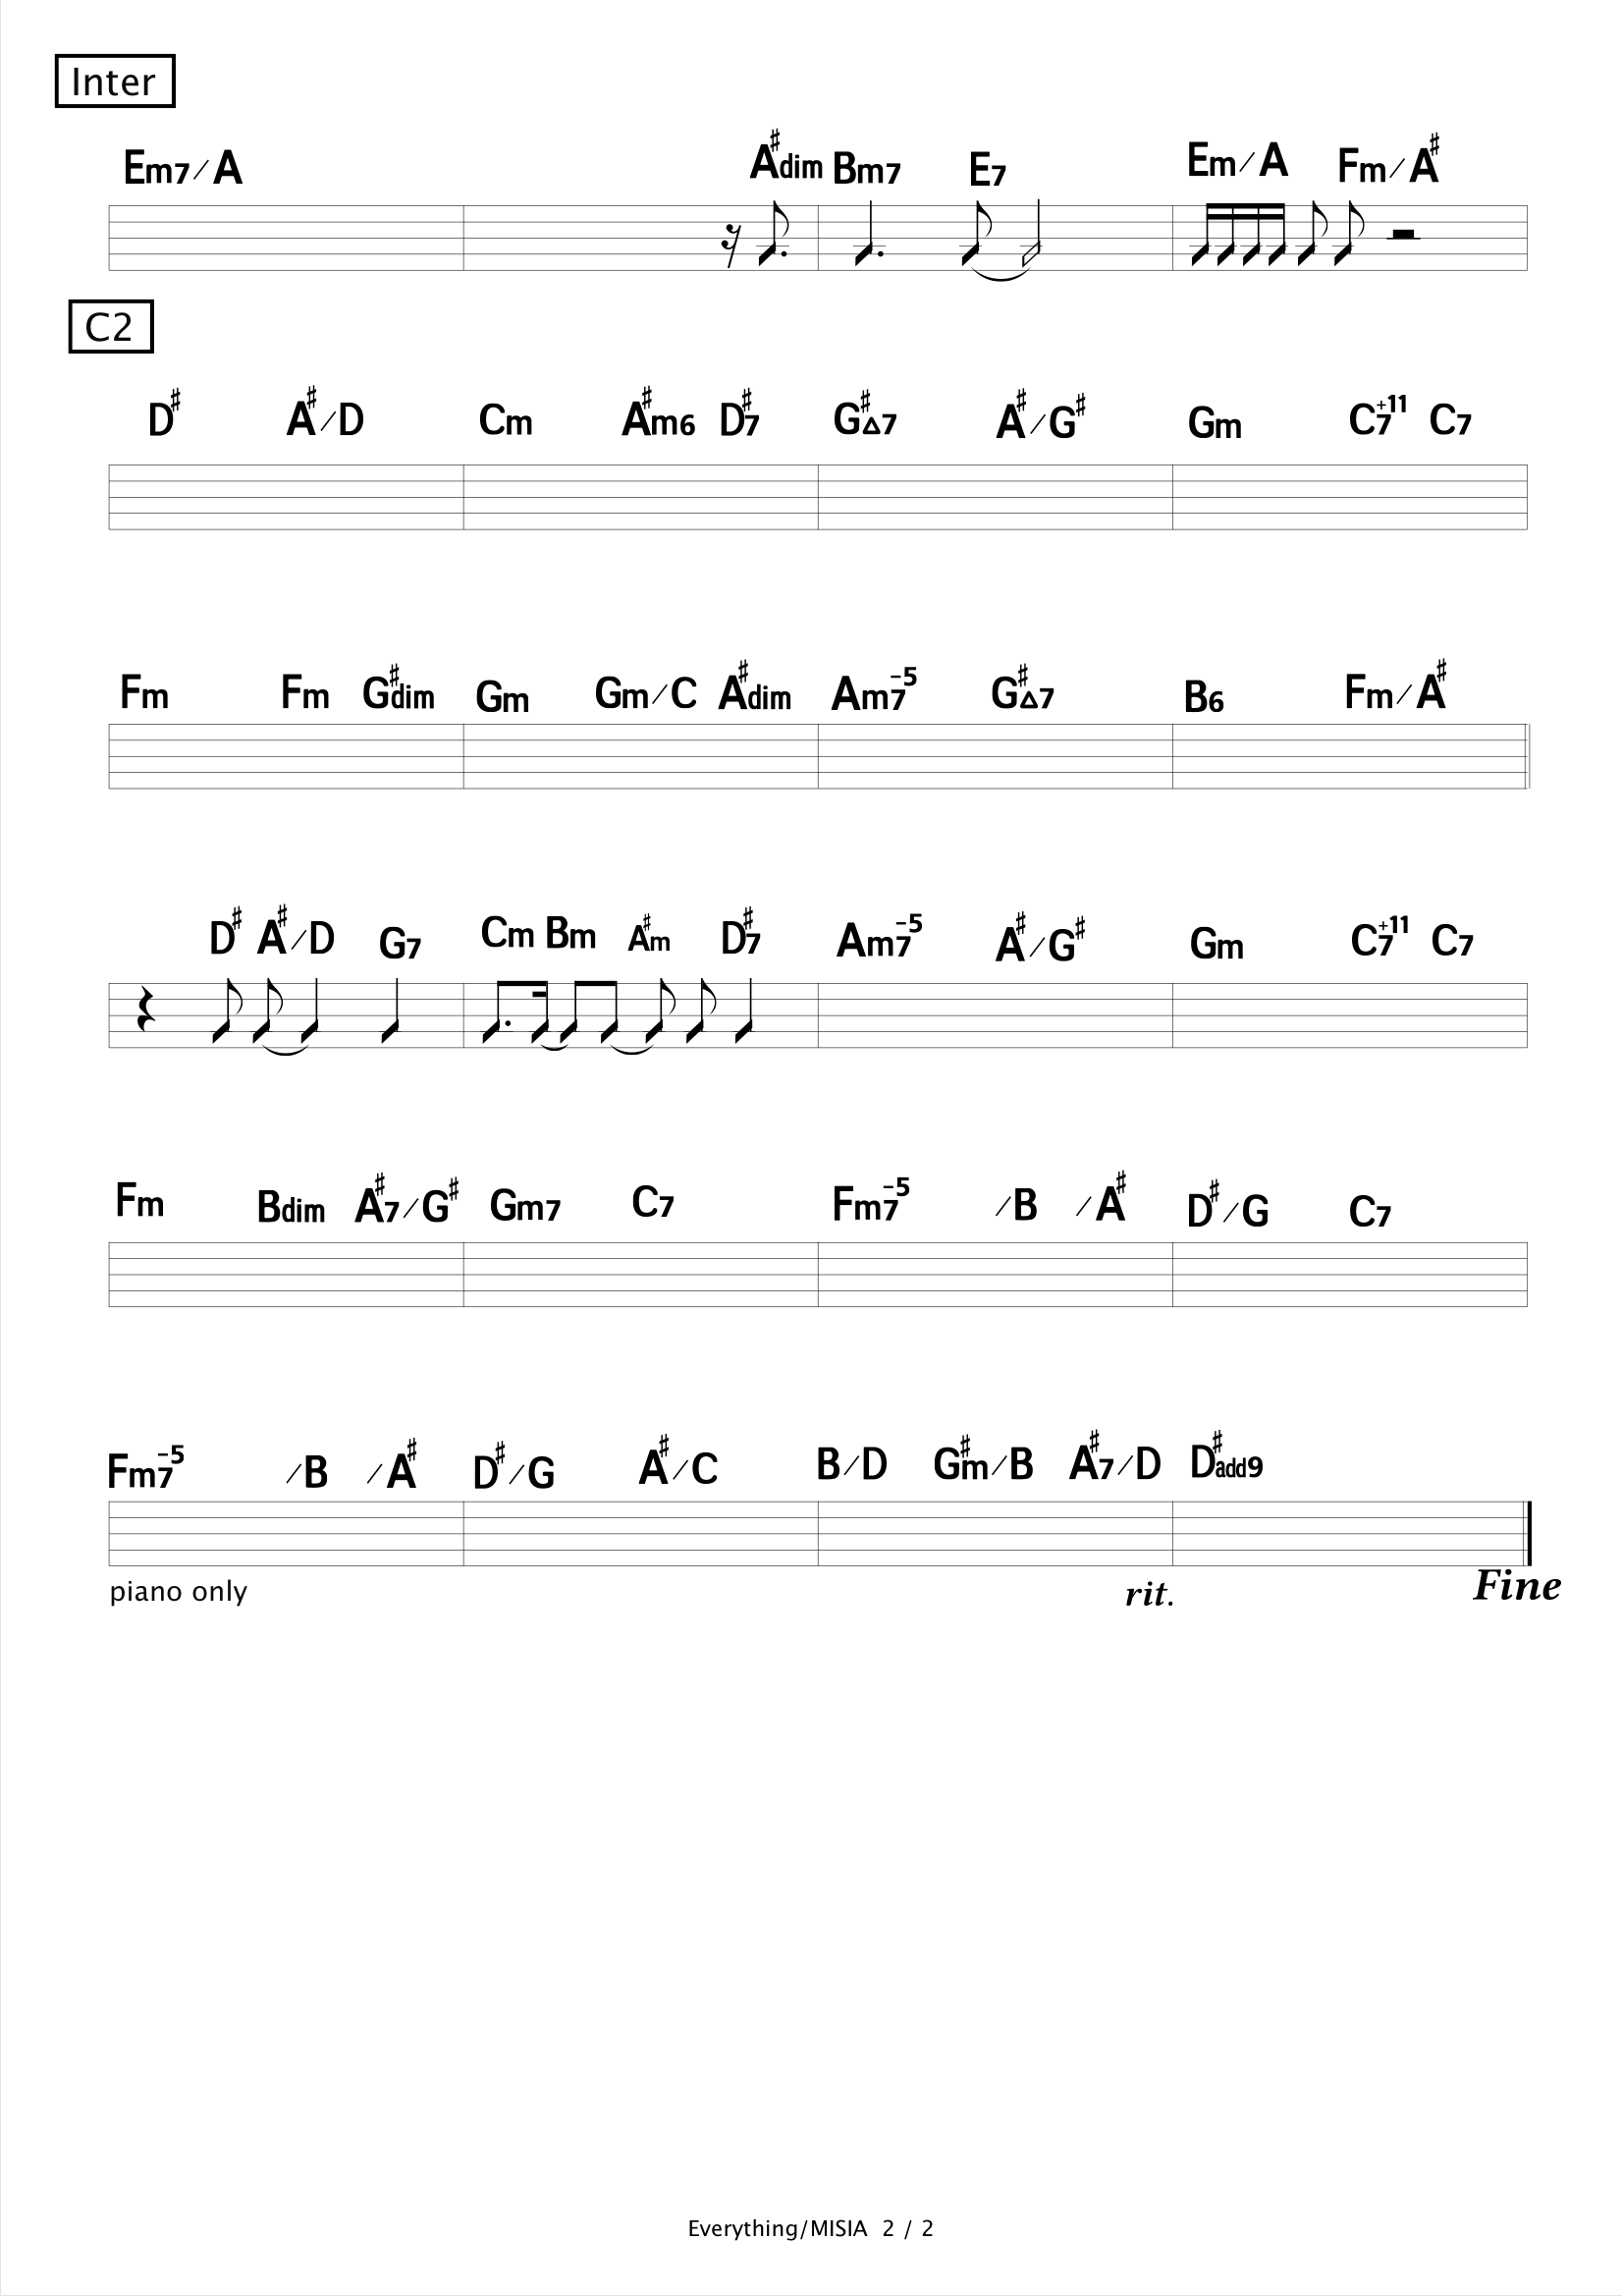 Inter
Em7/A A#dim Bm7 E7 Em/A Fm/A#
C2
D# A#/D Cm A#m6 D#7 G#△7 A#/G# Gm C7+11 C7
Fm Fm G#dim Gm Gm/C A#dim Am7-5 G#△7 B6 Fm/A#
D# A#/D G7 Cm Bm A#m D#7 Am7-5 A#/G# Gm C7+11 C7
Fm Bdim A#7/G# Gm7 C7 Fm7-5 /B /A# D#/G C7
Fm7-5 /B /A# D#/G A#/C B/D G#m/B A#7/D D#add9
piano only rit. Fine
Everything/MISIA 2 / 2